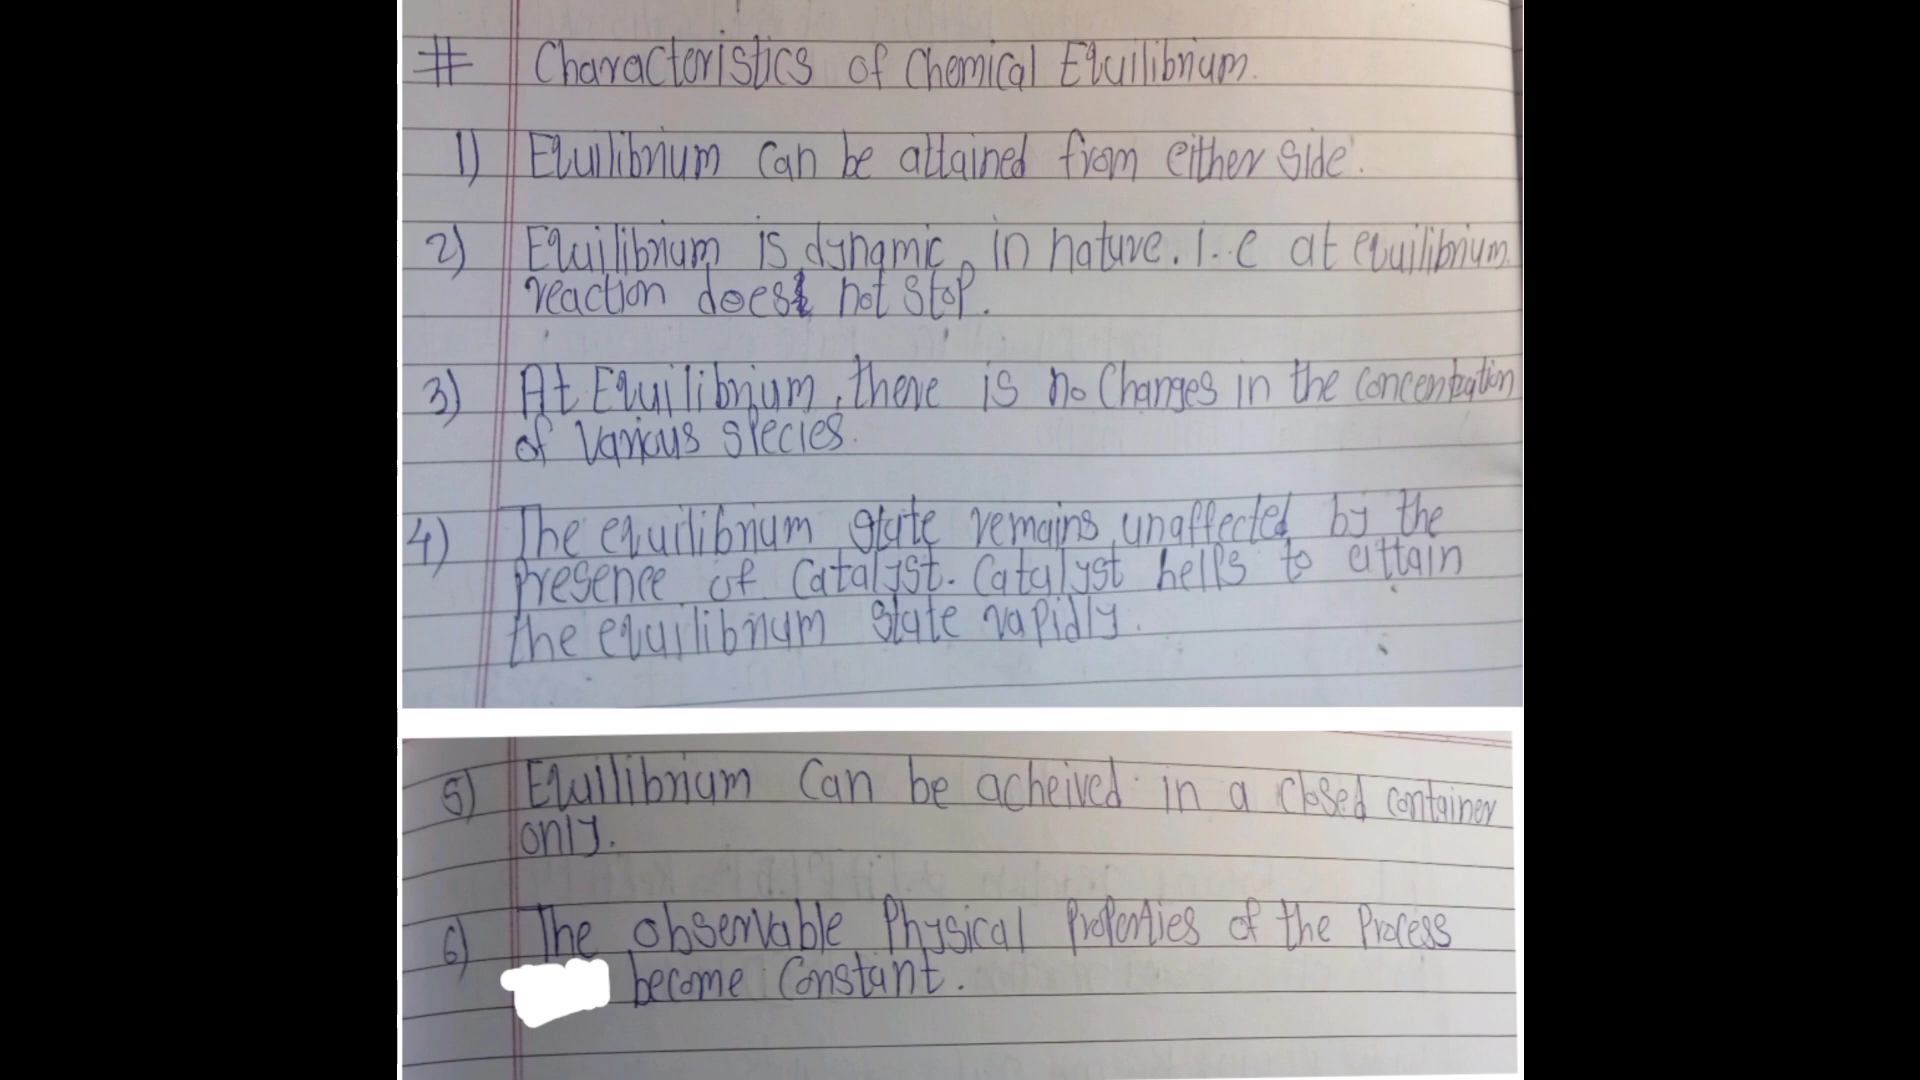 # Characteristics of Chemical Equilibrium.
1) Equilibrium can be attained from either side.
2) Equilibrium is dynamic in nature. i.e at equilibrium
reaction does not stop.
3) At Equilibrium, there is no changes in the concentration
of various species.
4) The equilibrium state remains unaffected by the
presence of catalyst. Catalyst helps to attain
the equilibrium state rapidly.
5) Equilibrium can be acheived in a closed container
only.
6) The observable Physical Properties of the Process
become constant.